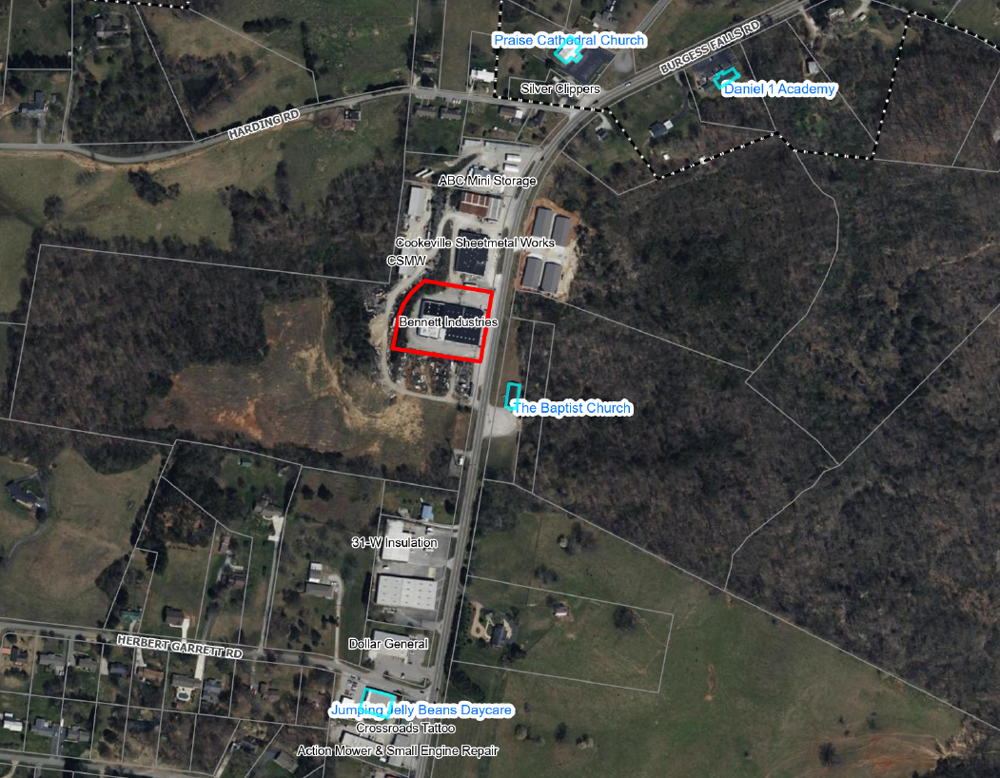 Praise Cathedral Church
BURGESS FALLS RD
Daniel 1 Academy
Silver Clippers
HARDING RD
ABC Mini Storage
Cookeville Sheetmetal Works
CSMW
Bennett Industries
The Baptist Church
31-W Insulation
Dollar General
HERBERT GARRETT RD
Jumping Jelly Beans Daycare
Crossroads Tattoo
Action Mower & Small Engine Repair